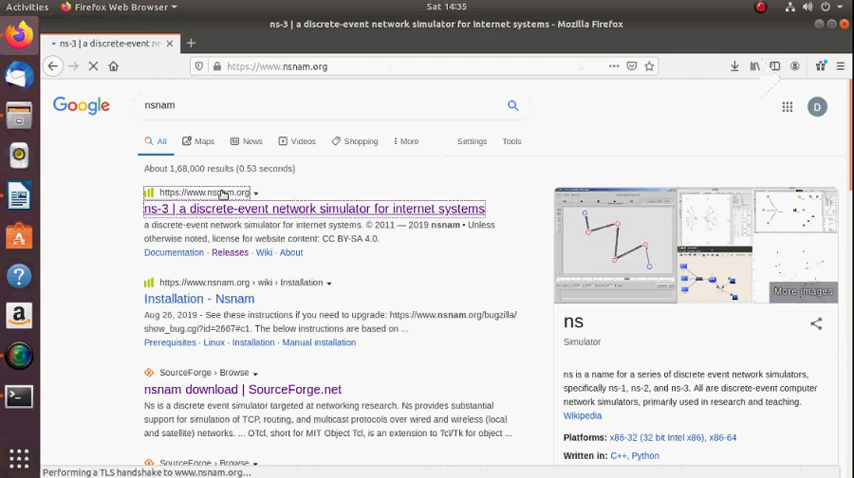 Activities
Firefox Web Browser
Sat 14:35
ns-3 | a discrete-event network simulator for internet systems - Mozilla Firefox
ns-3 | a discrete-event ne
https://www.nsnam.org
Google
nsnam
D
All
Maps
News
Videos
Shopping
More
Settings
Tools
About 1,68,000 results (0.53 seconds)
https://www.nsnam.org
ns-3 | a discrete-event network simulator for internet systems
a discrete-event network simulator for internet systems. © 2011 — 2019 nsnam • Unless
otherwise noted, license for website content: CC BY-SA 4.0.
Documentation · Releases · Wiki · About
https://www.nsnam.org › wiki › Installation
Installation - Nsnam
Aug 26, 2019 - See these instructions if you need to upgrade: https://www.nsnam.org/bugzilla/
show_bug.cgi?id=2667#c1. The below instructions are based on ...
Prerequisites · Linux · Installation · Manual installation
SourceForge › Browse
nsnam download | SourceForge.net
Ns is a discrete event simulator targeted at networking research. Ns provides substantial
support for simulation of TCP, routing, and multicast protocols over wired and wireless (local
and satellite) networks. ... OTcl, short for MIT Object Tcl, is an extension to Tcl/Tk for object ...
SourceForge › Browse
More images
ns
Simulator
ns is a name for a series of discrete event network simulators,
specifically ns-1, ns-2, and ns-3. All are discrete-event computer
network simulators, primarily used in research and teaching.
Wikipedia
Platforms: x86-32 (32 bit Intel x86), x86-64
Written in: C++, Python
Performing a TLS handshake to www.nsnam.org...